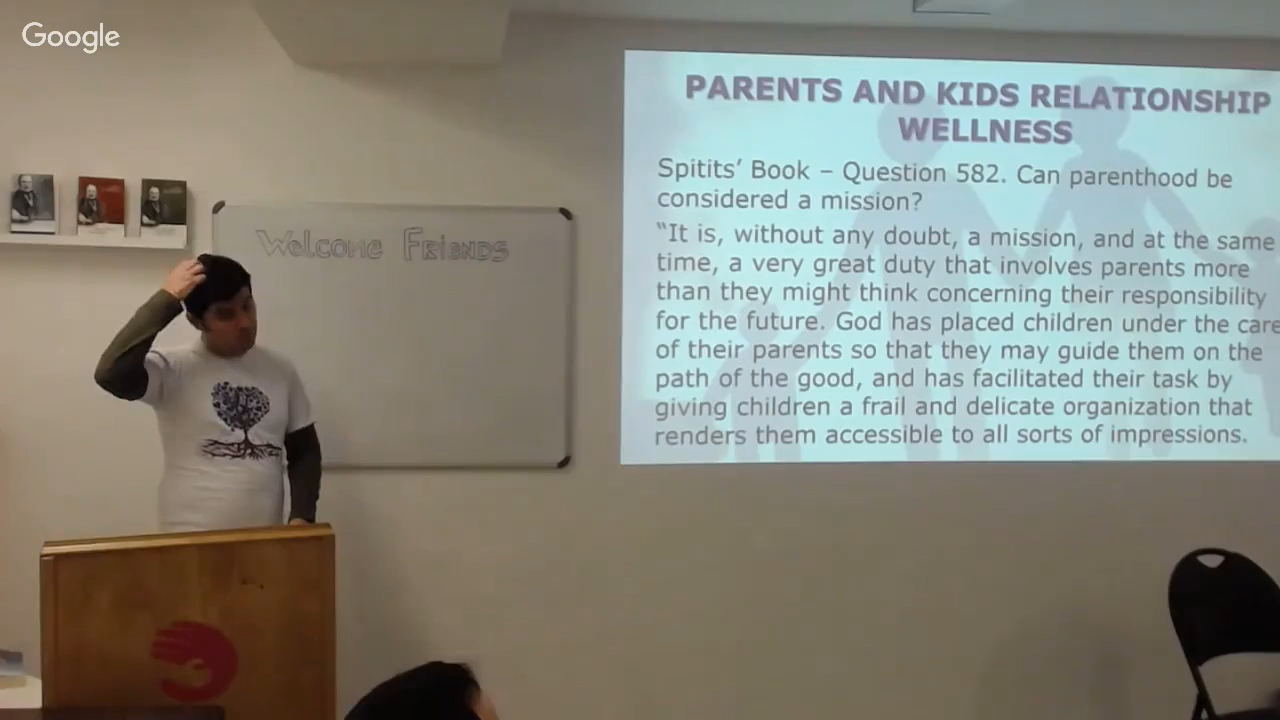 Google
PARENTS AND KIDS RELATIONSHIP
WELLNESS
Spitits’ Book – Question 582. Can parenthood be
considered a mission?
“It is, without any doubt, a mission, and at the same
time, a very great duty that involves parents more
than they might think concerning their responsibility
for the future. God has placed children under the care
of their parents so that they may guide them on the
path of the good, and has facilitated their task by
giving children a frail and delicate organization that
renders them accessible to all sorts of impressions.
Welcome Friends